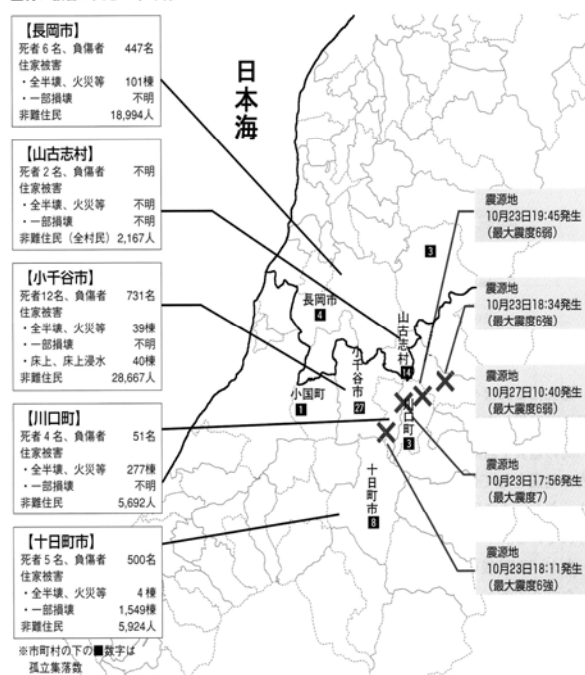 【長岡市】
死者6名、負傷者 447名
住家被害
・全半壊、火災等 101棟
・一部損壊 不明
非難住民 18,994人
【山古志村】
死者2名、負傷者 不明
住家被害
・全半壊、火災等 不明
・一部損壊 不明
非難住民（全村民）2,167人
【小千谷市】
死者12名、負傷者 731名
住家被害
・全半壊、火災等 39棟
・一部損壊 不明
・床上、床上浸水 40棟
非難住民 28,667人
【川口町】
死者4名、負傷者 51名
住家被害
・全半壊、火災等 277棟
・一部損壊 不明
非難住民 5,692人
【十日町市】
死者5名、負傷者 500名
住家被害
・全半壊、火災等 4棟
・一部損壊 1,549棟
非難住民 5,924人
※市町村の下の■数字は
孤立集落数
日本海
3
長岡市
4
山古志村
14
小千谷市
27
小国町
1
川口町
3
十日町市
8
震源地
10月23日19:45発生
（最大震度6弱）
震源地
10月23日18:34発生
（最大震度6強）
震源地
10月27日10:40発生
（最大震度6弱）
震源地
10月23日17:56発生
（最大震度7）
震源地
10月23日18:11発生
（最大震度6強）